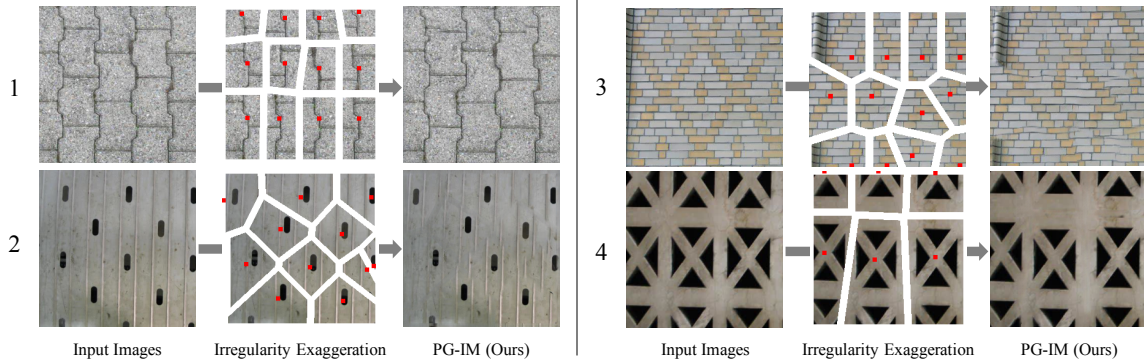 1
2
Input Images
Irregularity Exaggeration
PG-IM (Ours)
3
4
Input Images
Irregularity Exaggeration
PG-IM (Ours)